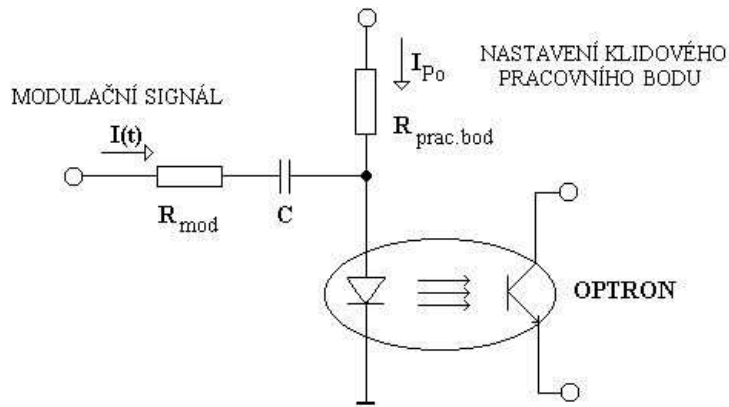 NASTAVENÍ KLIDOVÉHO
PRACOVNÍHO BODU
I_Po
MODULAČNÍ SIGNÁL
I(t)
R_prac.bod
R_mod
C
OPTRON